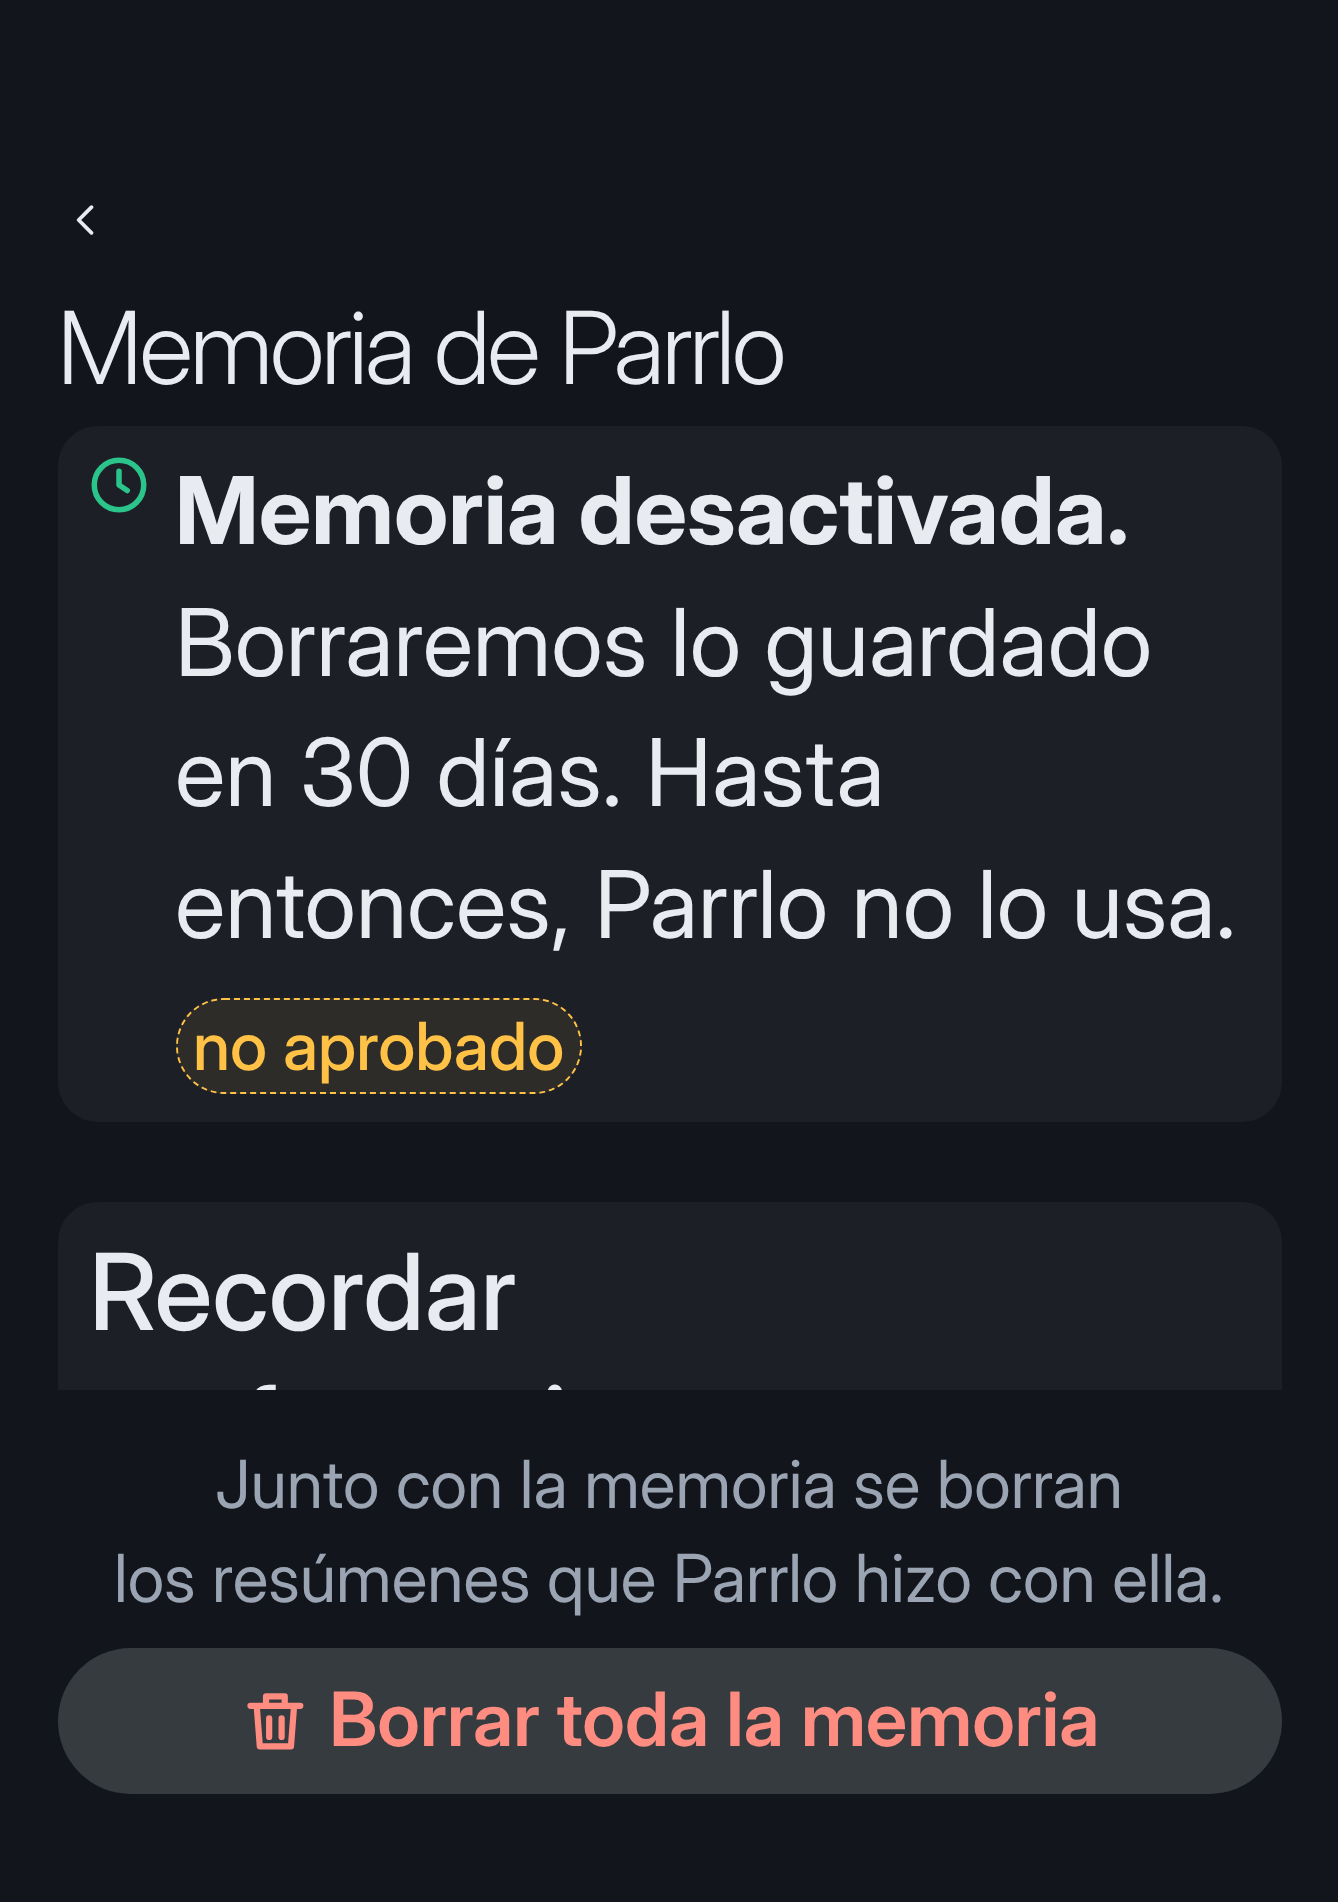 Memoria de Parrlo
Memoria desactivada.
Borraremos lo guardado
en 30 días. Hasta
entonces, Parrlo no lo usa.
no aprobado
Recordar
Junto con la memoria se borran
los resúmenes que Parrlo hizo con ella.
Borrar toda la memoria